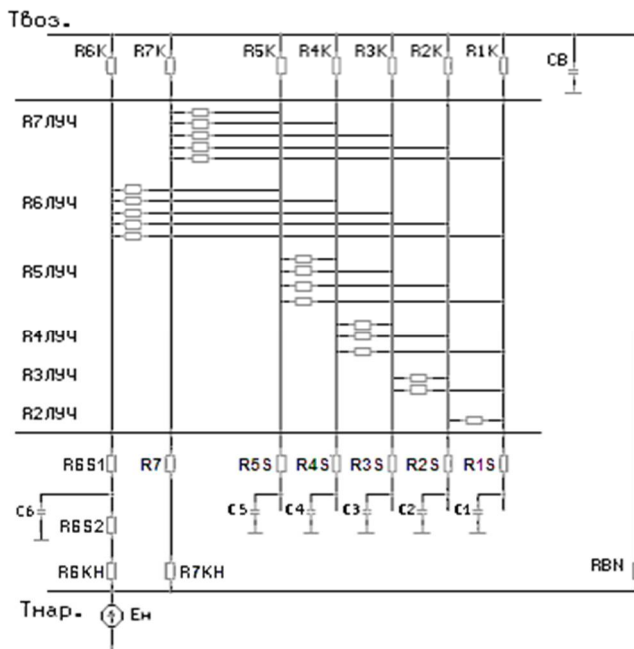 Tвоз.
R6K R7K R5K R4K R3K R2K R1K CB
R7ЛУЧ
R6ЛУЧ
R5ЛУЧ
R4ЛУЧ
R3ЛУЧ
R2ЛУЧ
R6S1 R7 R5S R4S R3S R2S R1S
C6 C5 C4 C3 C2 C1
R6S2
R6KH R7KH RBN
Tнар. Eн